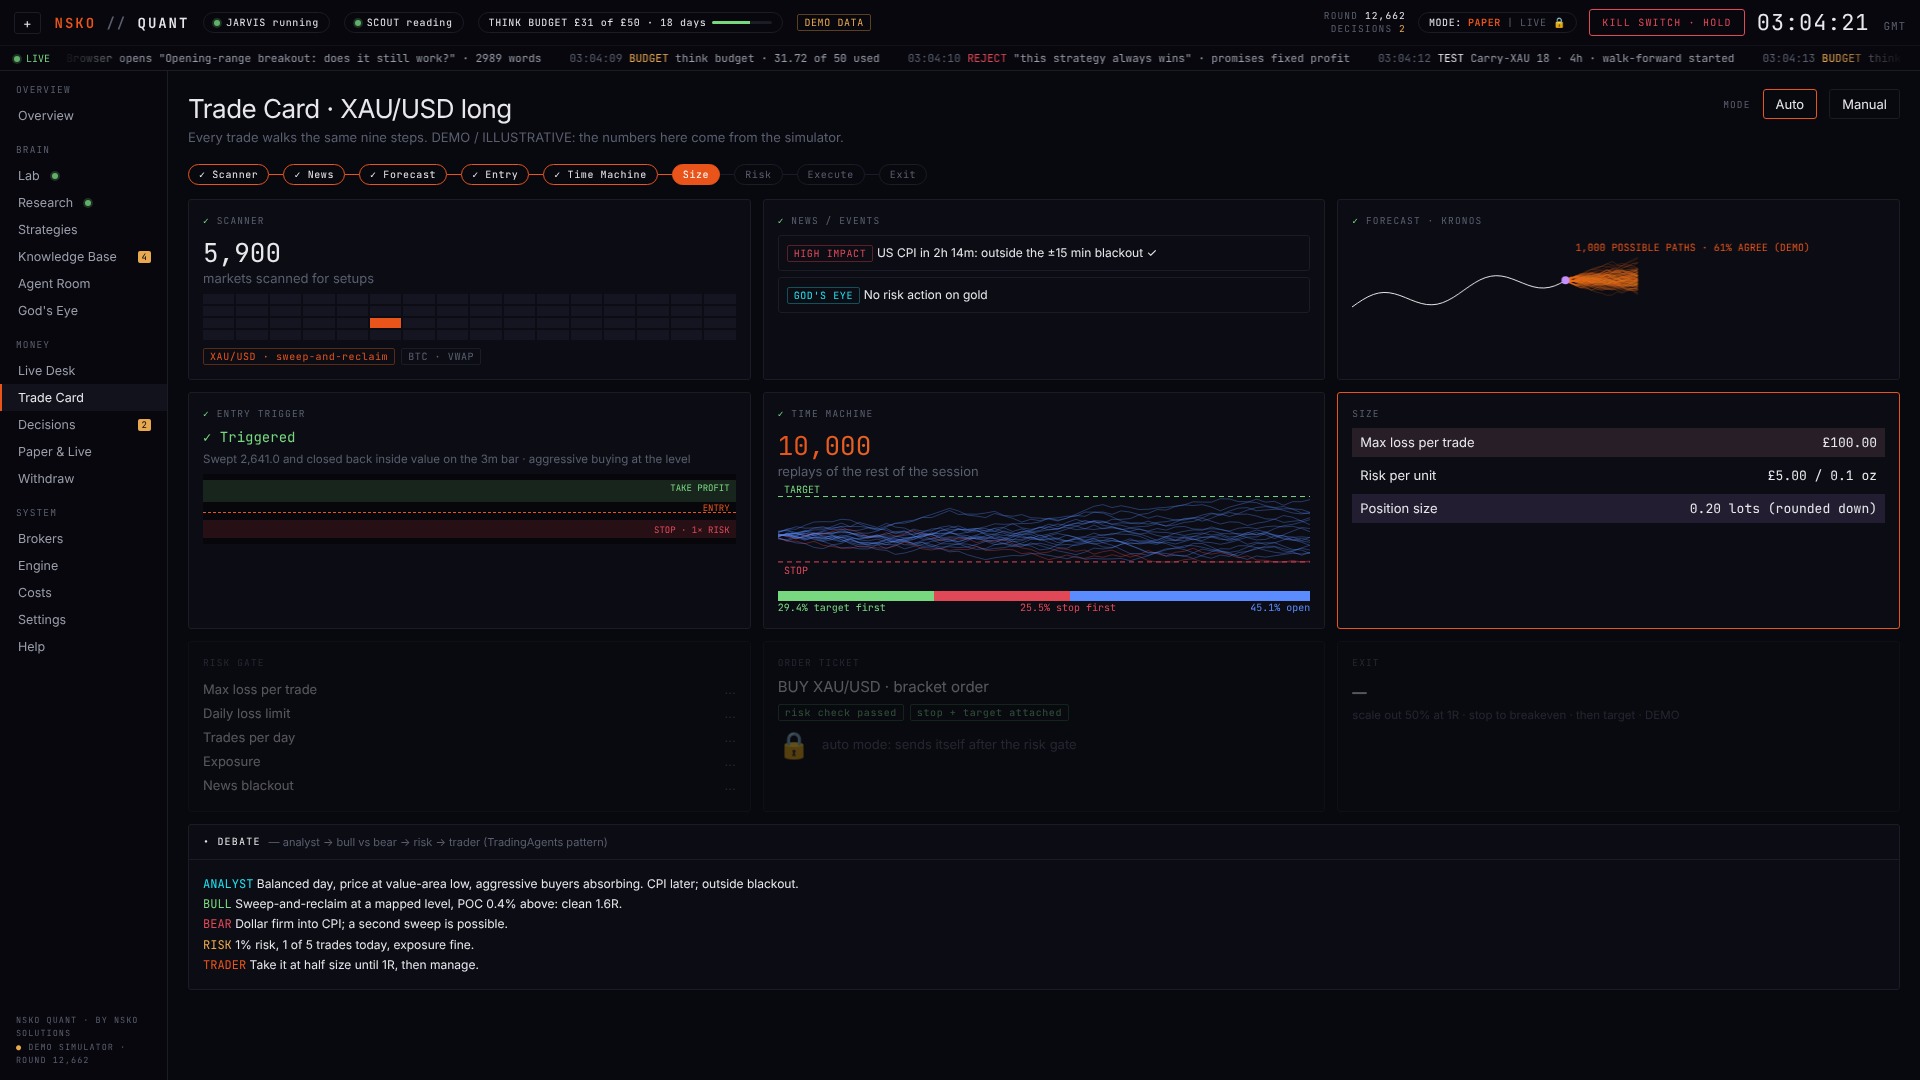 + NSKO // QUANT JARVIS running SCOUT reading THINK BUDGET £31 of £50 · 18 days DEMO DATA ROUND 12,662 DECISIONS 2 MODE: PAPER | LIVE 🔒 KILL SWITCH · HOLD 03:04:21 GMT
LIVE Browser opens "Opening-range breakout: does it still work?" · 2989 words 03:04:09 BUDGET think budget · 31.72 of 50 used 03:04:10 REJECT "this strategy always wins" · promises fixed profit 03:04:12 TEST Carry-XAU 18 · 4h · walk-forward started 03:04:13 BUDGET think
OVERVIEW
Overview
BRAIN
Lab
Research
Strategies
Knowledge Base 4
Agent Room
God's Eye
MONEY
Live Desk
Trade Card
Decisions 2
Paper & Live
Withdraw
SYSTEM
Brokers
Engine
Costs
Settings
Help
NSKO QUANT · BY NSKO
SOLUTIONS
DEMO SIMULATOR ·
ROUND 12,662
Trade Card · XAU/USD long
MODE Auto Manual
Every trade walks the same nine steps. DEMO / ILLUSTRATIVE: the numbers here come from the simulator.
✓ Scanner ✓ News ✓ Forecast ✓ Entry ✓ Time Machine Size Risk Execute Exit
✓ SCANNER
5,900
markets scanned for setups
XAU/USD · sweep-and-reclaim BTC · VWAP
✓ NEWS / EVENTS
HIGH IMPACT US CPI in 2h 14m: outside the ±15 min blackout ✓
GOD'S EYE No risk action on gold
✓ FORECAST · KRONOS
1,000 POSSIBLE PATHS · 61% AGREE (DEMO)
✓ ENTRY TRIGGER
✓ Triggered
Swept 2,641.0 and closed back inside value on the 3m bar · aggressive buying at the level
TAKE PROFIT
ENTRY
STOP · 1× RISK
✓ TIME MACHINE
10,000
replays of the rest of the session
TARGET
STOP
29.4% target first 25.5% stop first 45.1% open
SIZE
Max loss per trade £100.00
Risk per unit £5.00 / 0.1 oz
Position size 0.20 lots (rounded down)
RISK GATE
Max loss per trade …
Daily loss limit …
Trades per day …
Exposure …
News blackout …
ORDER TICKET
BUY XAU/USD · bracket order
risk check passed stop + target attached
🔒 auto mode: sends itself after the risk gate
EXIT
—
scale out 50% at 1R · stop to breakeven · then target · DEMO
• DEBATE — analyst → bull vs bear → risk → trader (TradingAgents pattern)
ANALYST Balanced day, price at value-area low, aggressive buyers absorbing. CPI later; outside blackout.
BULL Sweep-and-reclaim at a mapped level, POC 0.4% above: clean 1.6R.
BEAR Dollar firm into CPI; a second sweep is possible.
RISK 1% risk, 1 of 5 trades today, exposure fine.
TRADER Take it at half size until 1R, then manage.